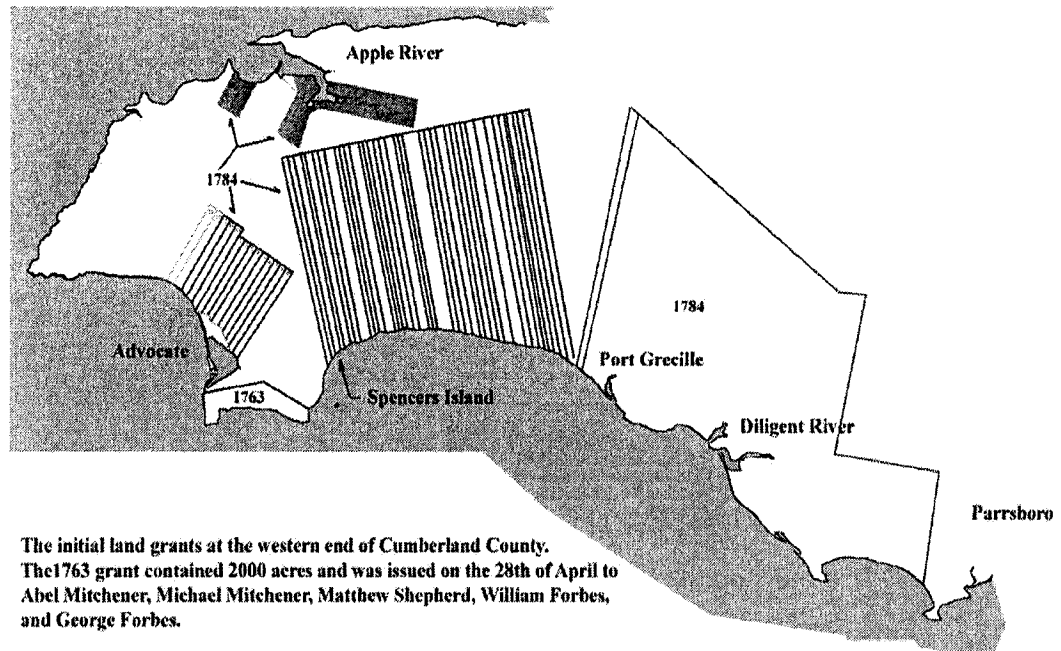 Apple River
1784
1784
Advocate
Port Grecille
1763
Spencers Island
Diligent River
Parrsboro
The initial land grants at the western end of Cumberland County.
The1763 grant contained 2000 acres and was issued on the 28th of April to
Abel Mitchener, Michael Mitchener, Matthew Shepherd, William Forbes,
and George Forbes.